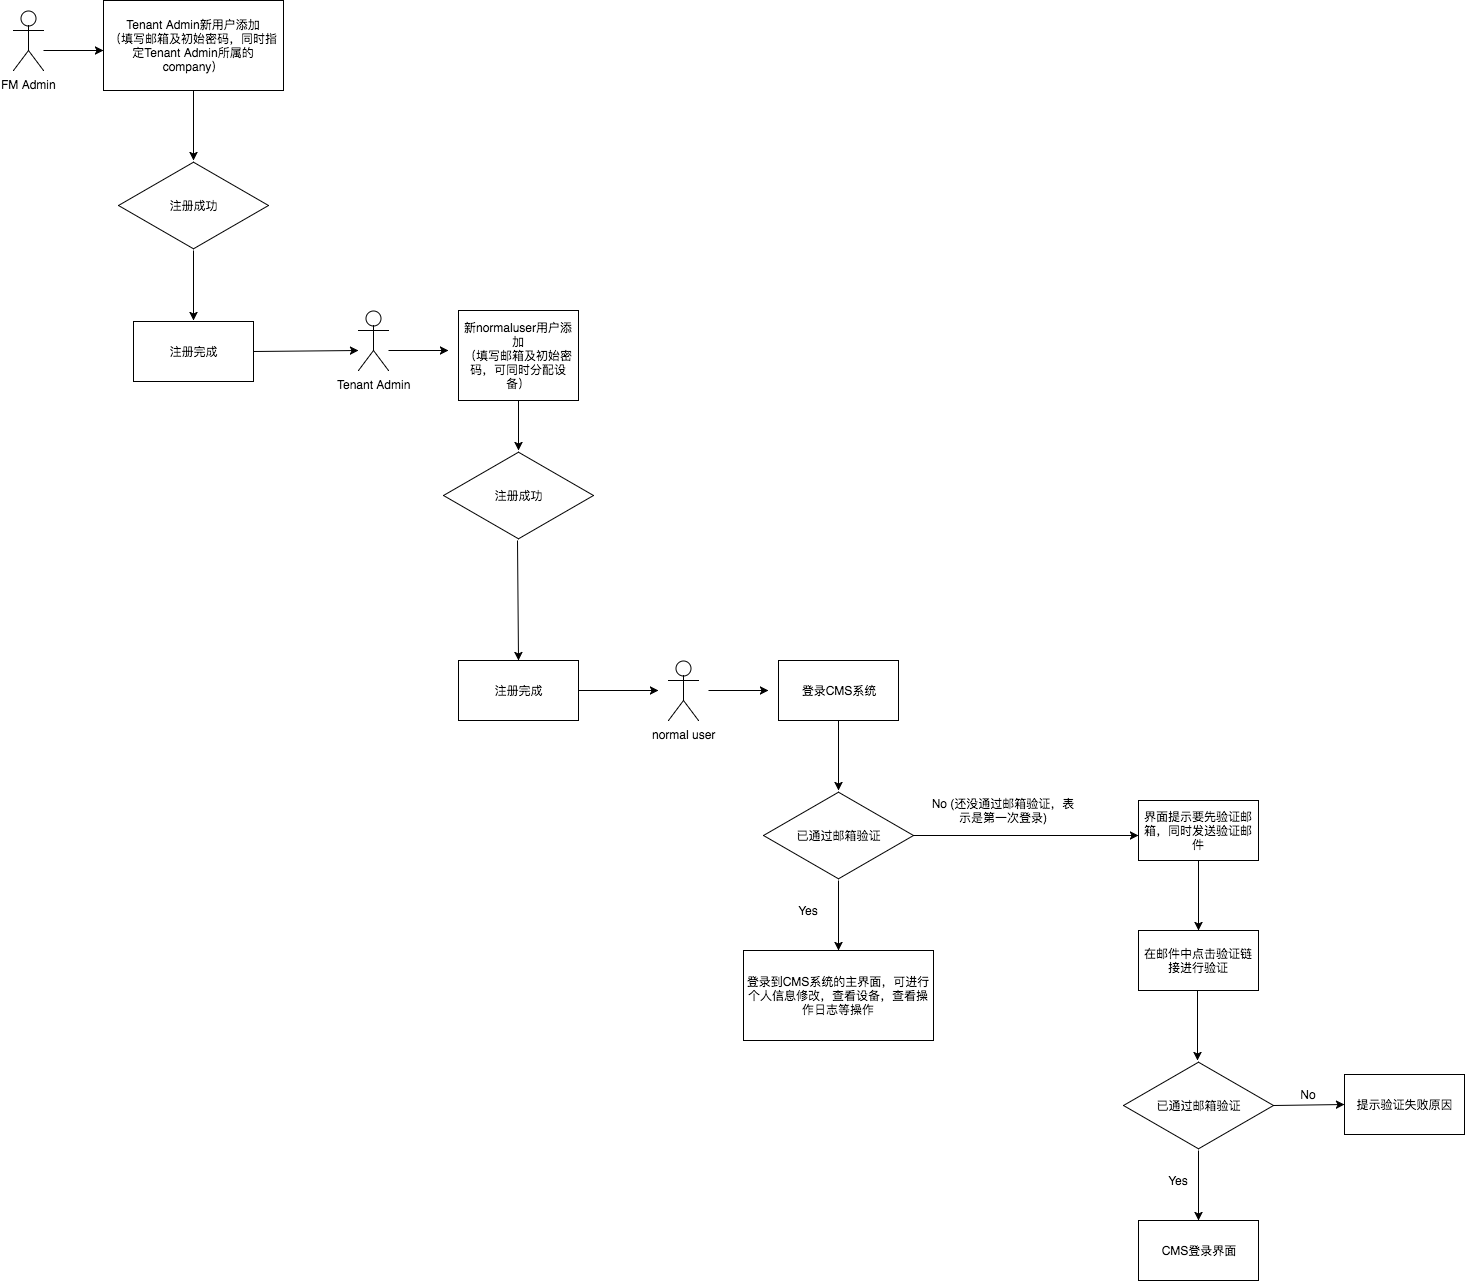 Tenant Admin新用户添加
（填写邮箱及初始密码，同时指
定Tenant Admin所属的
company）
FM Admin
注册成功
注册完成
Tenant Admin
新normaluser用户添
加
（填写邮箱及初始密
码，可同时分配设
备）
注册成功
注册完成
normal user
登录CMS系统
已通过邮箱验证
No (还没通过邮箱验证，表
示是第一次登录)
界面提示要先验证邮
箱，同时发送验证邮
件
Yes
登录到CMS系统的主界面，可进行
个人信息修改，查看设备，查看操
作日志等操作
在邮件中点击验证链
接进行验证
已通过邮箱验证
No
提示验证失败原因
Yes
CMS登录界面